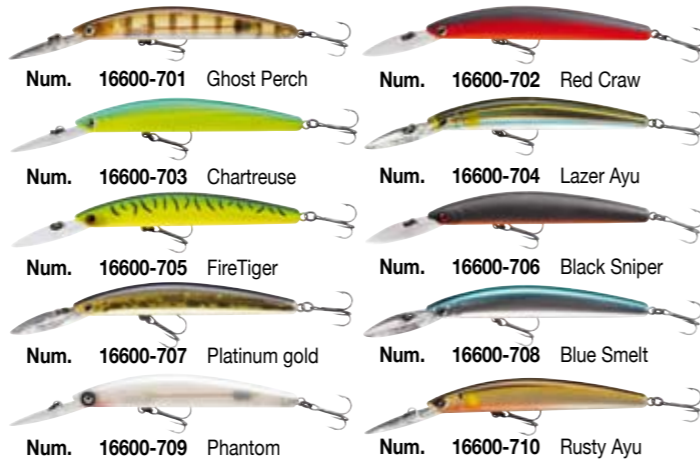 Num. 16600-701 Ghost Perch
Num. 16600-702 Red Craw
Num. 16600-703 Chartreuse
Num. 16600-704 Lazer Ayu
Num. 16600-705 FireTiger
Num. 16600-706 Black Sniper
Num. 16600-707 Platinum gold
Num. 16600-708 Blue Smelt
Num. 16600-709 Phantom
Num. 16600-710 Rusty Ayu